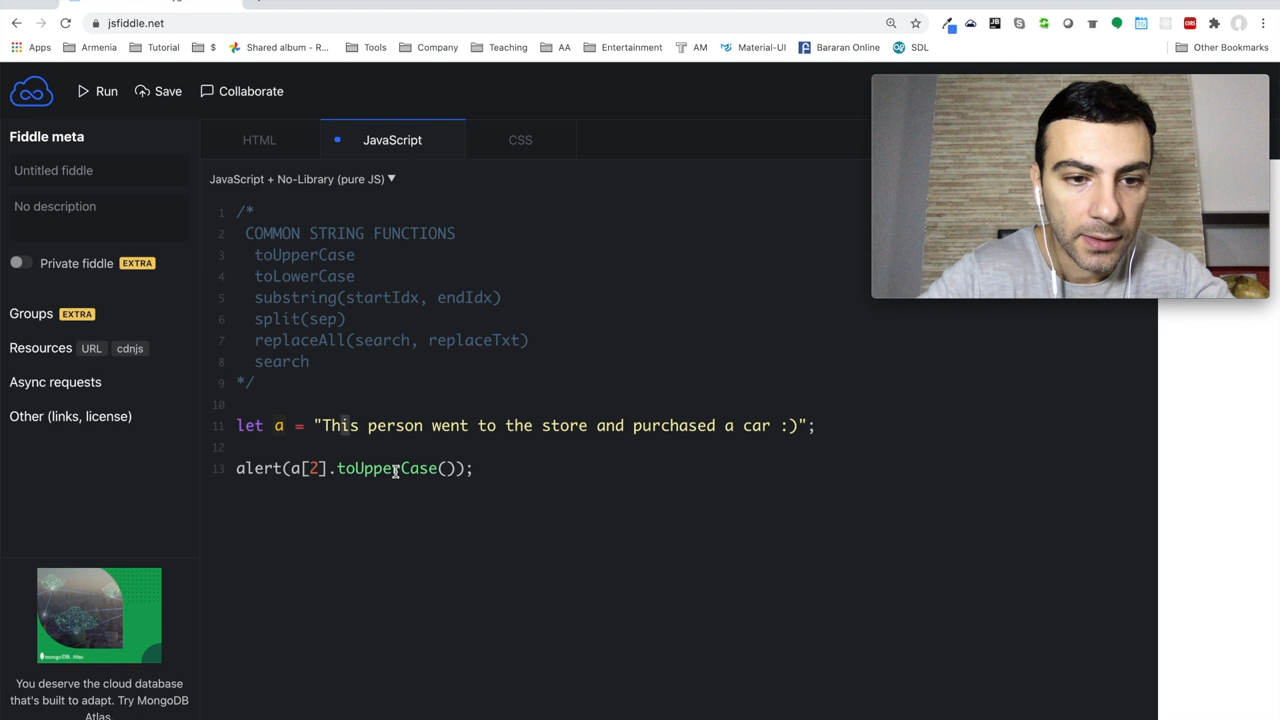 jsfiddle.net
Apps Armenia Tutorial $ Shared album - R... Tools Company Teaching AA Entertainment AM Material-UI Bararan Online SDL Other Bookmarks
Run Save Collaborate
Fiddle meta
Untitled fiddle
No description
Private fiddle EXTRA
Groups EXTRA
Resources URL cdnjs
Async requests
Other (links, license)
mongoDB. Atlas
You deserve the cloud database
that's built to adapt. Try MongoDB
Atlas.
HTML JavaScript CSS
JavaScript + No-Library (pure JS) ▼
1 /*
2 COMMON STRING FUNCTIONS
3 toUpperCase
4 toLowerCase
5 substring(startIdx, endIdx)
6 split(sep)
7 replaceAll(search, replaceTxt)
8 search
9 */
10
11 let a = "This person went to the store and purchased a car :)";
12
13 alert(a[2].toUpperCase());